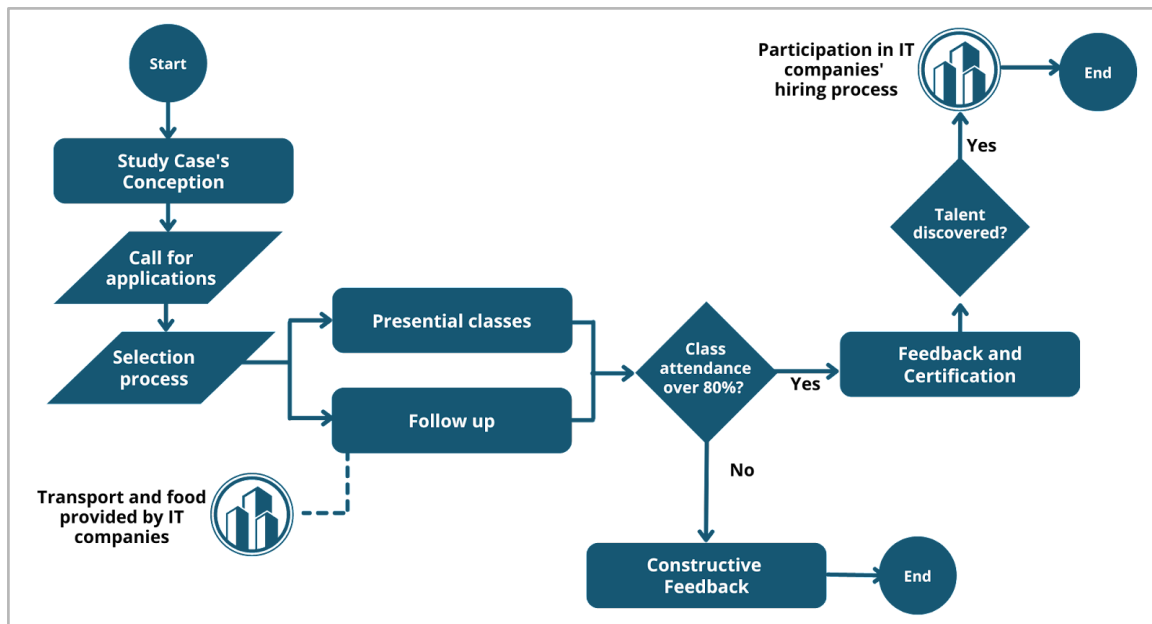 Start
Study Case's
Conception
Call for
applications
Selection
process
Presential classes
Follow up
Transport and food
provided by IT
companies
Class
attendance
over 80%?
Yes
No
Constructive
Feedback
End
Feedback and
Certification
Talent
discovered?
Yes
Participation in IT
companies'
hiring process
End